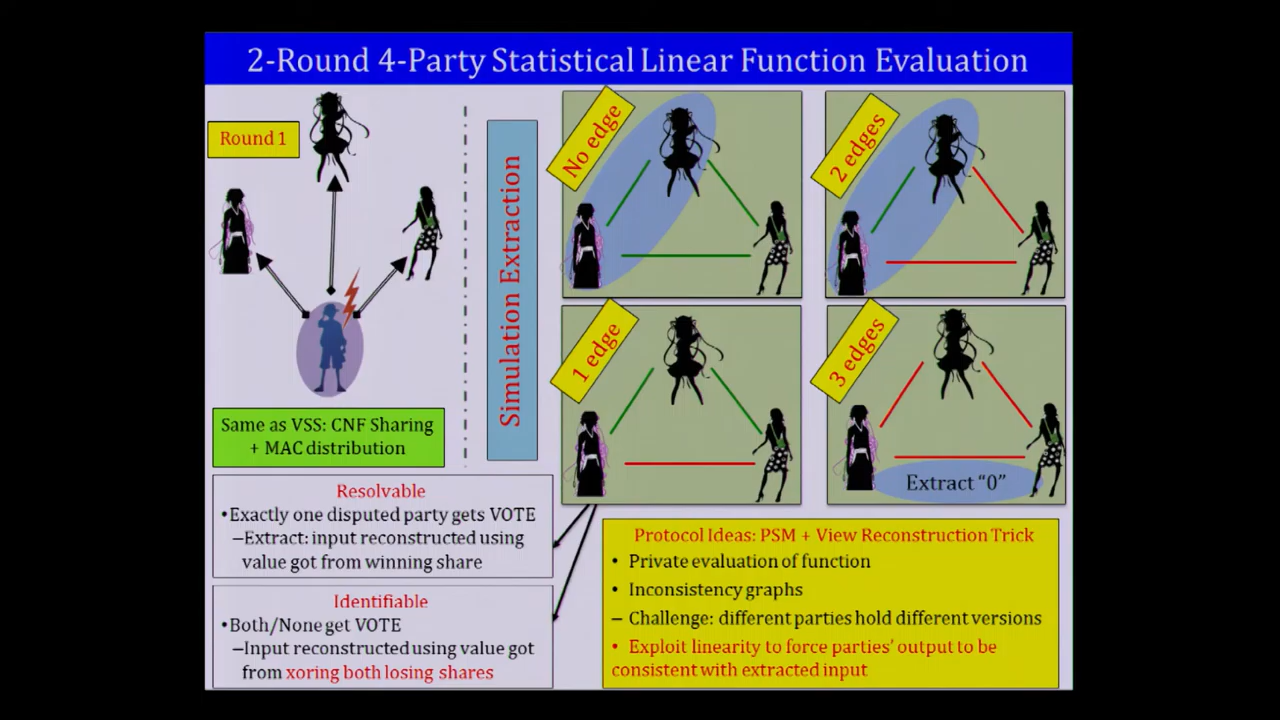 2-Round 4-Party Statistical Linear Function Evaluation
Round 1
Same as VSS: CNF Sharing
+ MAC distribution
Simulation Extraction
No edge
2 edges
1 edge
3 edges
Extract “0”
Resolvable
•Exactly one disputed party gets VOTE
–Extract: input reconstructed using
value got from winning share
Identifiable
•Both/None get VOTE
–Input reconstructed using value got
from xoring both losing shares
Protocol Ideas: PSM + View Reconstruction Trick
• Private evaluation of function
• Inconsistency graphs
– Challenge: different parties hold different versions
• Exploit linearity to force parties’ output to be
consistent with extracted input